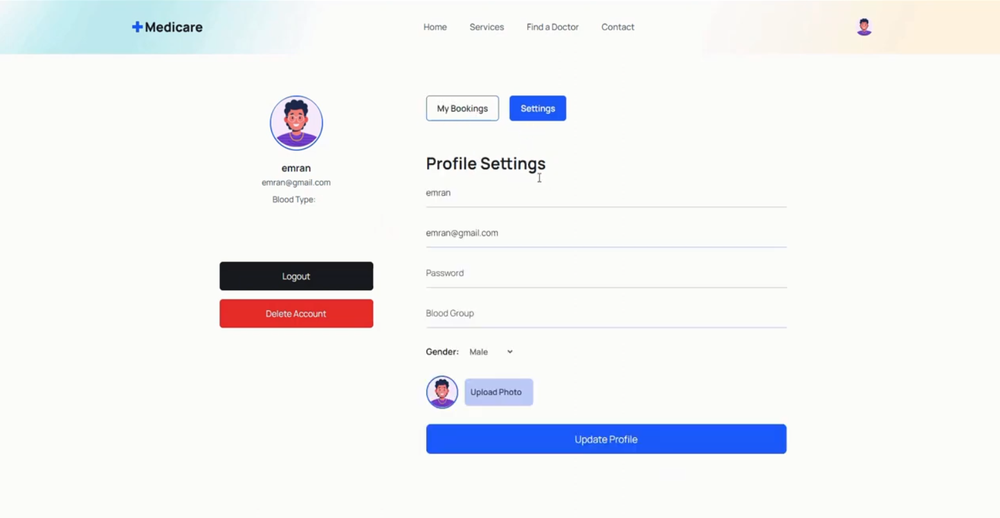 Medicare
Home
Services
Find a Doctor
Contact
emran
emran@gmail.com
Blood Type:
Logout
Delete Account
My Bookings
Settings
Profile Settings
emran
emran@gmail.com
Password
Blood Group
Gender: Male
Upload Photo
Update Profile